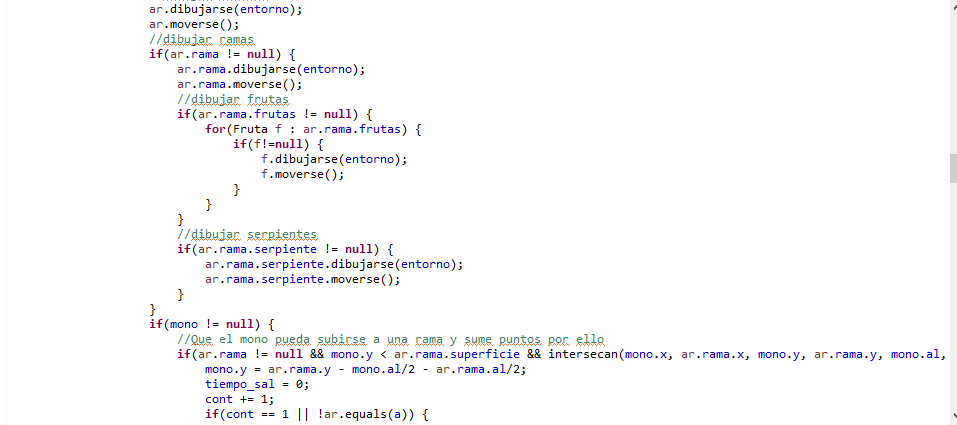 ar.dibujarse(entorno);
ar.moverse();
//dibujar ramas
if(ar.rama != null) {
ar.rama.dibujarse(entorno);
ar.rama.moverse();
//dibujar frutas
if(ar.rama.frutas != null) {
for(Fruta f : ar.rama.frutas) {
if(f!=null) {
f.dibujarse(entorno);
f.moverse();
}
}
}
//dibujar serpientes
if(ar.rama.serpiente != null) {
ar.rama.serpiente.dibujarse(entorno);
ar.rama.serpiente.moverse();
}
}
if(mono != null) {
//Que el mono pueda subirse a una rama y sume puntos por ello
if(ar.rama != null && mono.y < ar.rama.superficie && intersecan(mono.x, ar.rama.x, mono.y, ar.rama.y, mono.al,
mono.y = ar.rama.y - mono.al/2 - ar.rama.al/2;
tiempo_sal = 0;
cont += 1;
if(cont == 1 || !ar.equals(a)) {